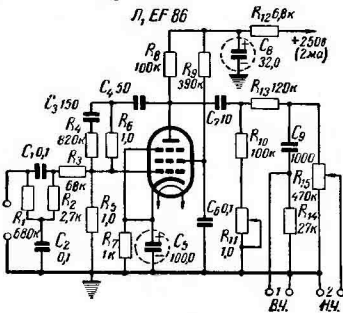 Л₁ EF 86
R₁₂ 6,8к
+250в
(2ма)
R₈
100к
R₉
390к
C₈
32,0
C₄ 50
C₃ 150
R₄
820к
R₆
1,0
C₇ 10
R₁₃ 120к
C₁ 0,1
R₃
68к
R₁₀
100к
C₉
1000
R₁₅
470к
R₁
680к
R₂
2,7к
R₅
1,0
C₆ 0,1
R₁₁
1,0
R₁₄
27к
C₂
0,1
R₇
1к
C₅
100,0
1 2
В.Ч. Н.Ч.